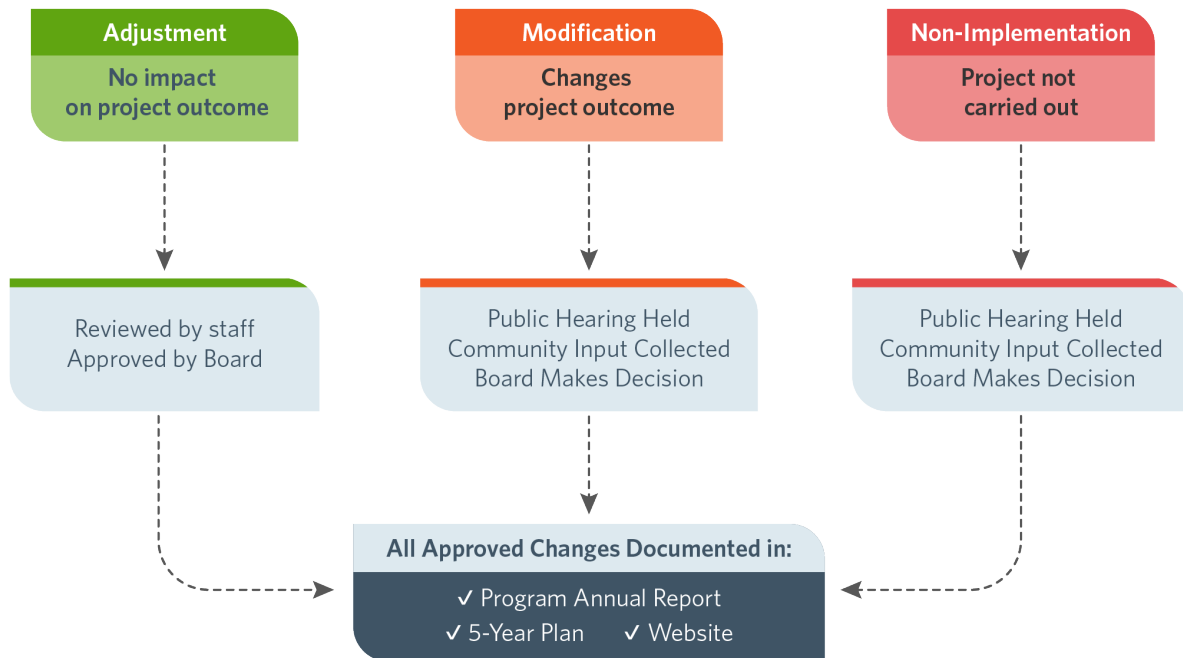 Adjustment
No impact
on project outcome
Modification
Changes
project outcome
Non-Implementation
Project not
carried out
Reviewed by staff
Approved by Board
Public Hearing Held
Community Input Collected
Board Makes Decision
Public Hearing Held
Community Input Collected
Board Makes Decision
All Approved Changes Documented in:
✓ Program Annual Report
✓ 5-Year Plan ✓ Website